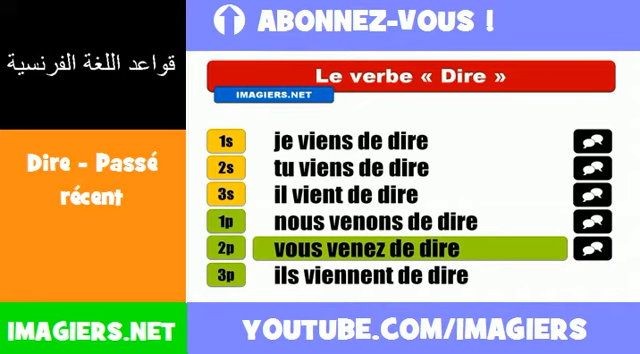 قواعد اللغة الفرنسية
Dire - Passé
récent
IMAGIERS.NET
ABONNEZ-VOUS !
Le verbe « Dire »
IMAGIERS.NET
1s je viens de dire
2s tu viens de dire
3s il vient de dire
1p nous venons de dire
2p vous venez de dire
3p ils viennent de dire
YOUTUBE.COM/IMAGIERS